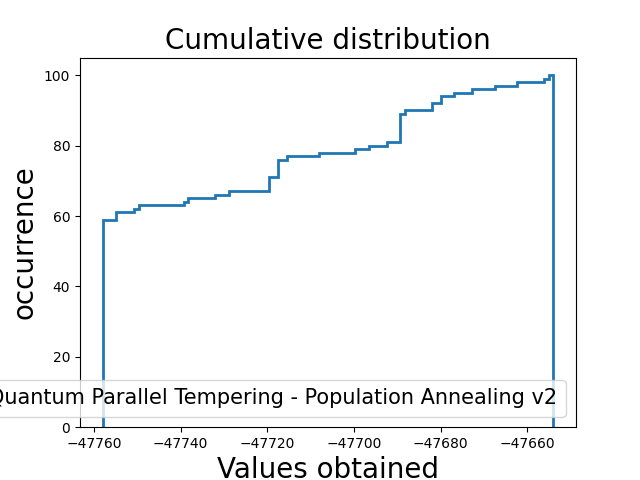 Cumulative distribution
100
80
60
40
20
0
occurrence
Parallel Tempering - Population Annealing v2
−47760 −47740 −47720 −47700 −47680 −47660
Values obtained